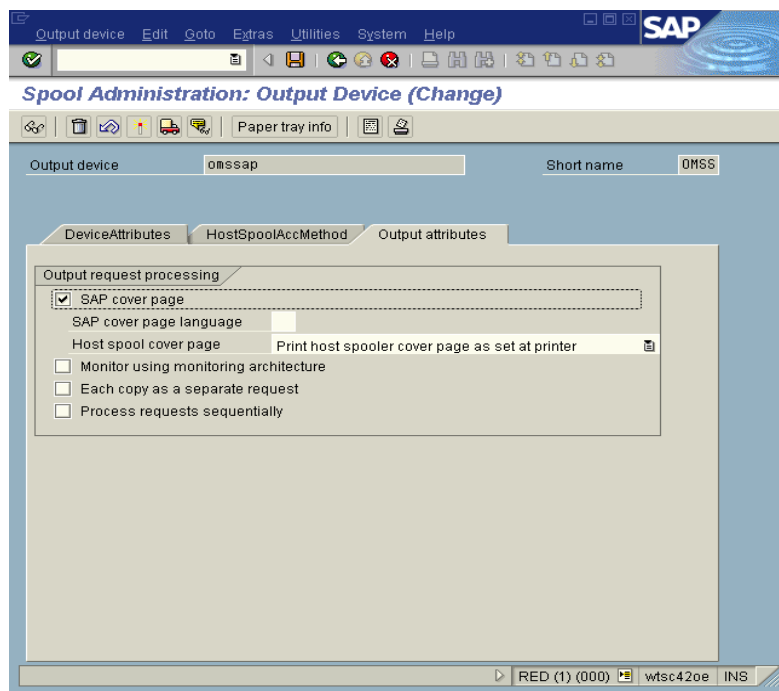 Output device Edit Goto Extras Utilities System Help
SAP
Spool Administration: Output Device (Change)
Paper tray info
Output device omssap Short name OMSS
DeviceAttributes HostSpoolAccMethod Output attributes
Output request processing
SAP cover page
SAP cover page language
Host spool cover page Print host spooler cover page as set at printer
Monitor using monitoring architecture
Each copy as a separate request
Process requests sequentially
RED (1) (000) wtsc42oe INS